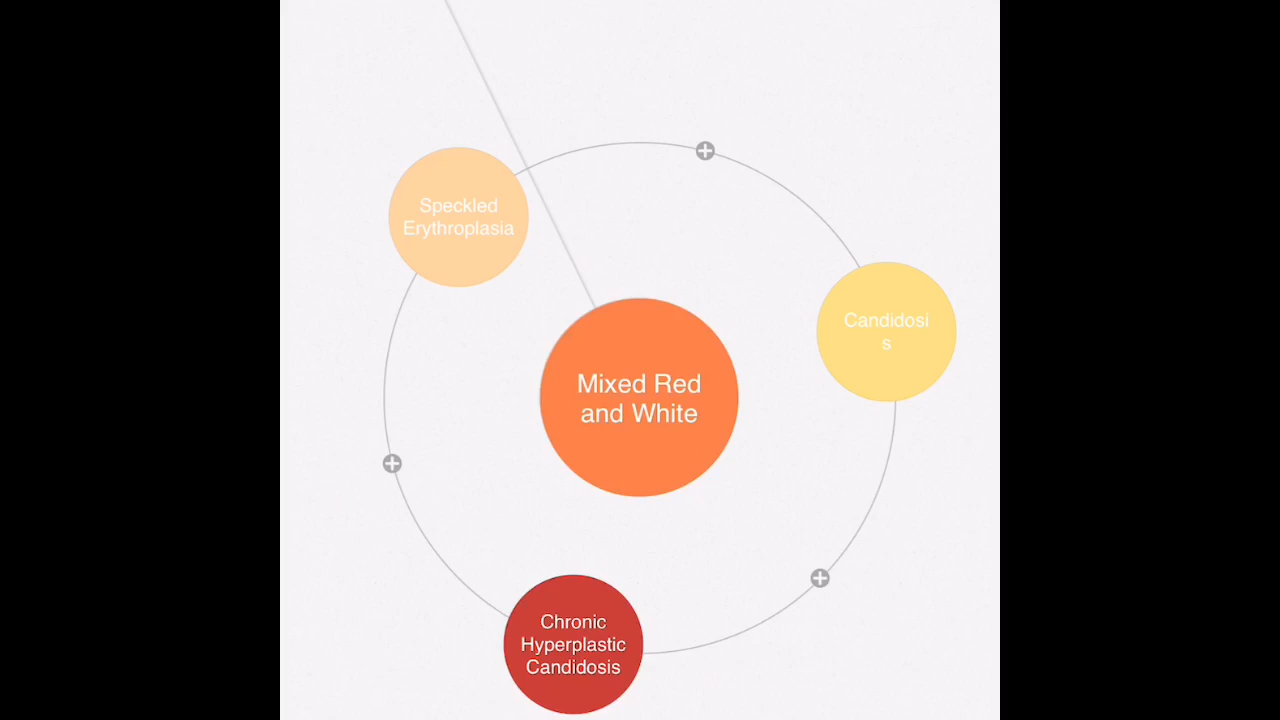 Speckled
Erythroplasia
Candidosi
s
Mixed Red
and White
Chronic
Hyperplastic
Candidosis